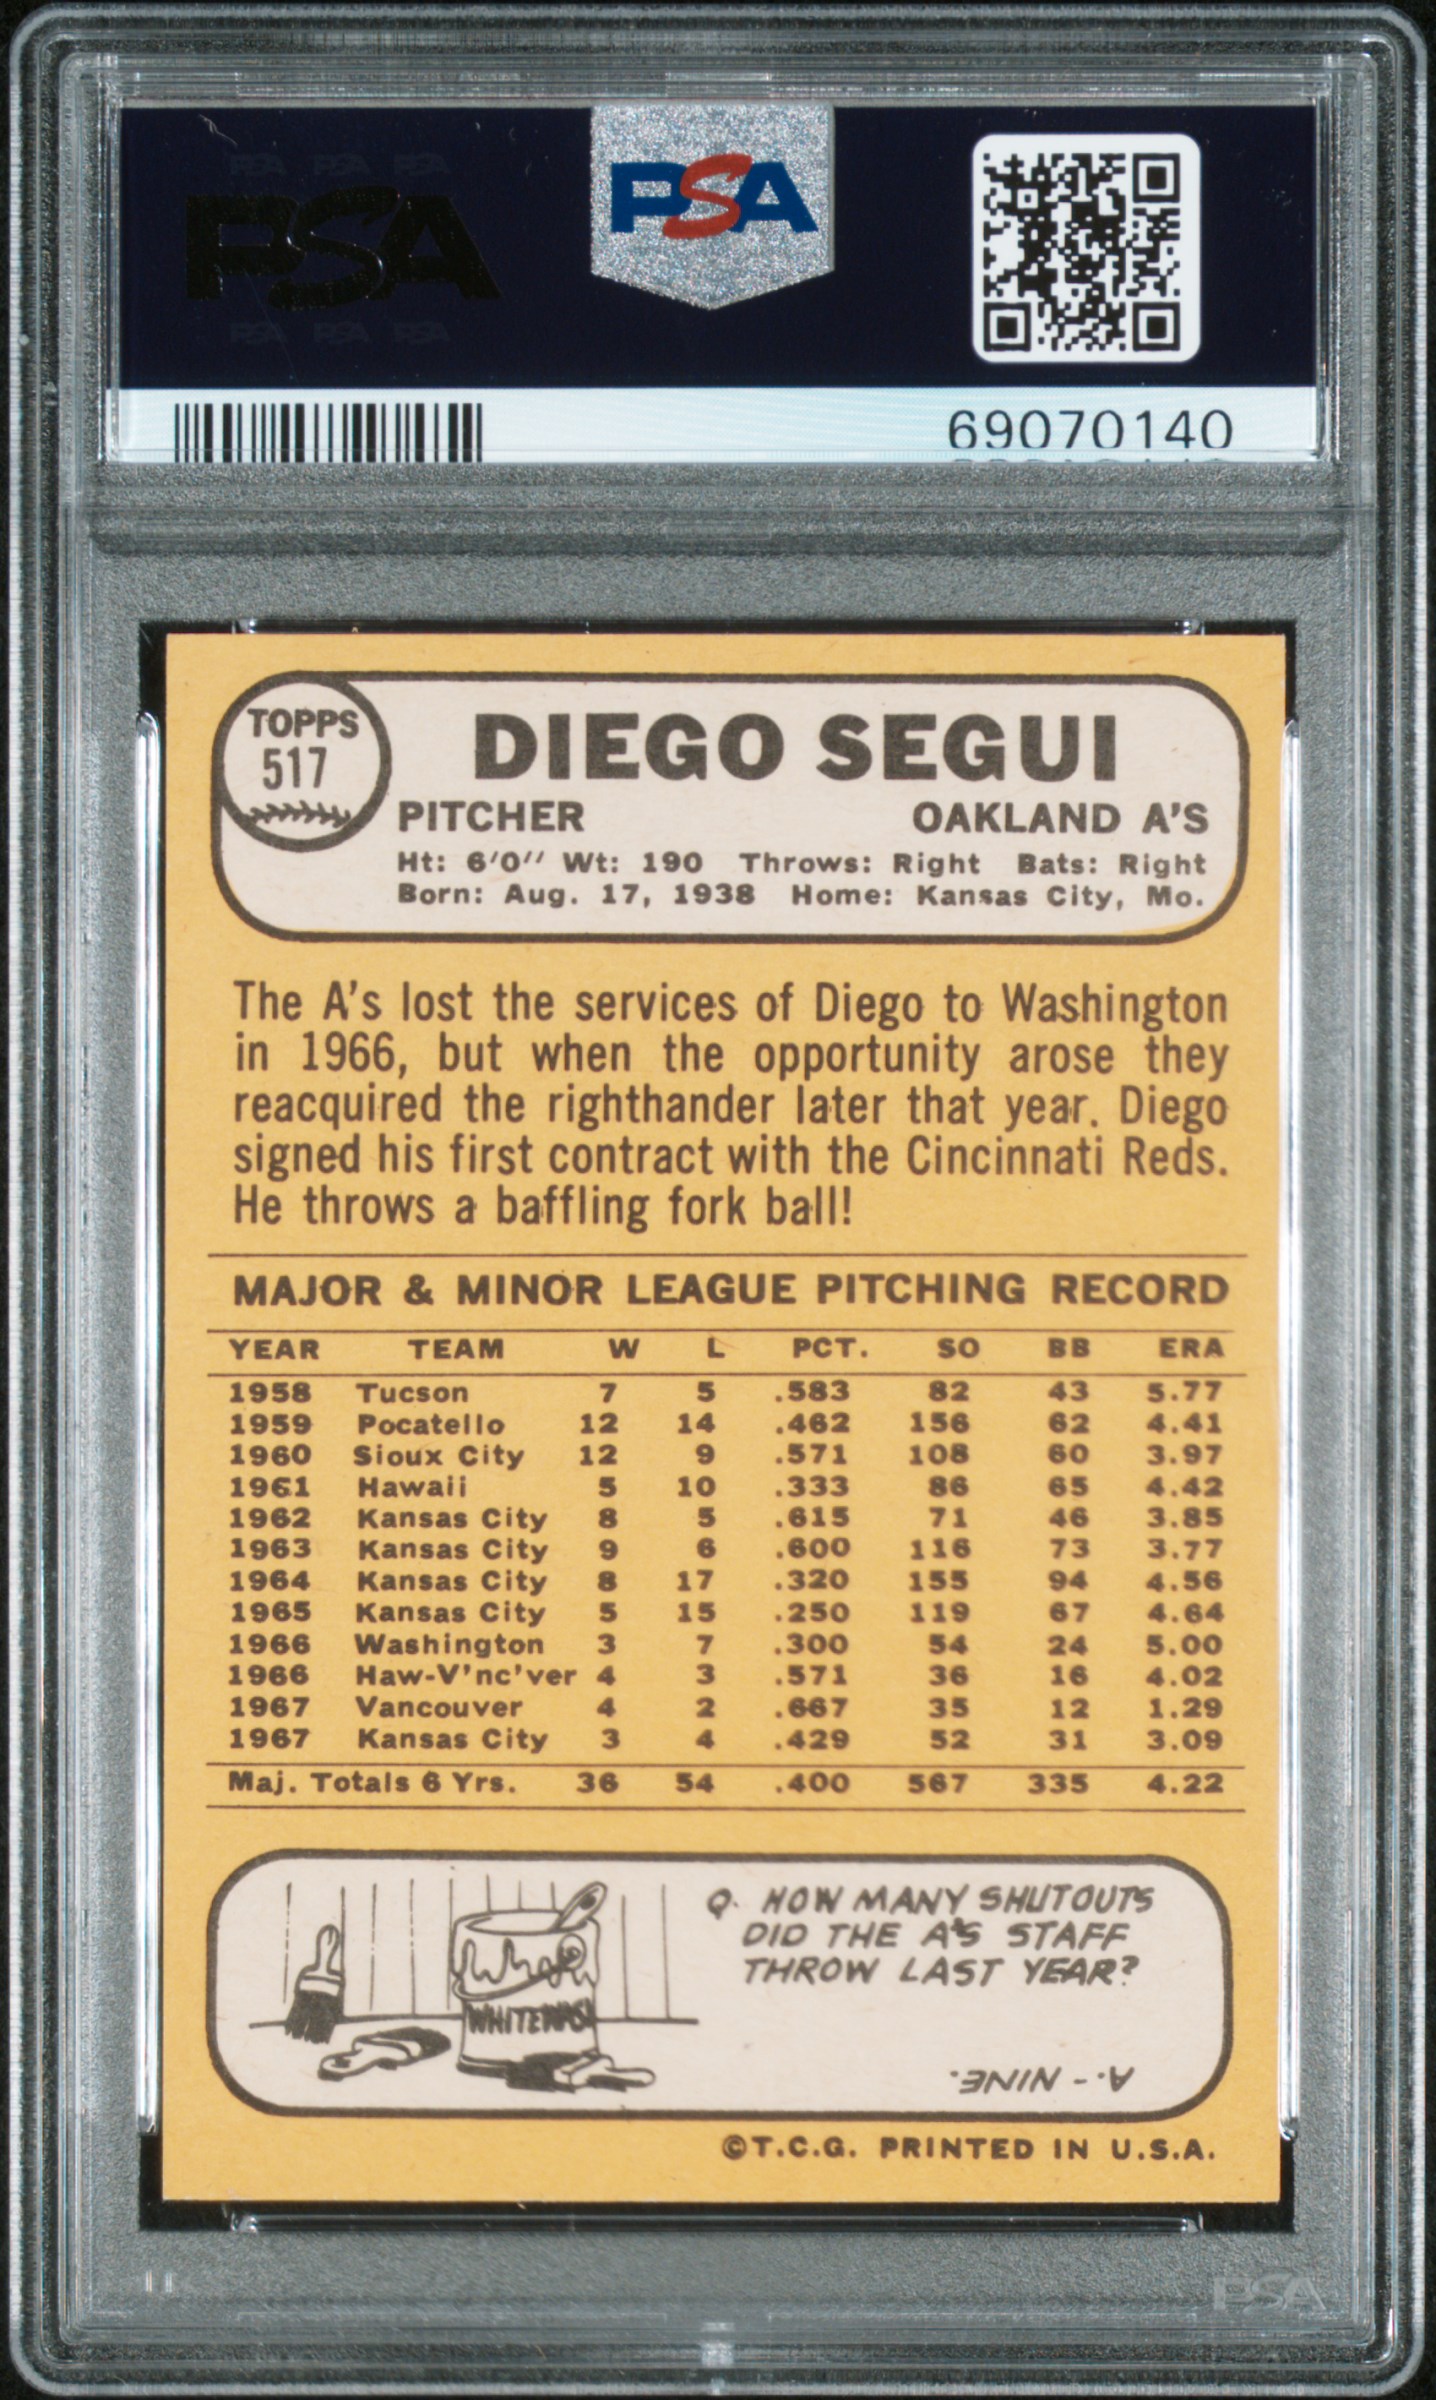 PSA PSA PSA
PSA
PSA PSA PSA
PSA
69070140
TOPPS
517
DIEGO SEGUI
PITCHER OAKLAND A'S
Ht: 6'0" Wt: 190 Throws: Right Bats: Right
Born: Aug. 17, 1938 Home: Kansas City, Mo.
The A's lost the services of Diego to Washington
in 1966, but when the opportunity arose they
reacquired the righthander later that year. Diego
signed his first contract with the Cincinnati Reds.
He throws a baffling fork ball!
MAJOR & MINOR LEAGUE PITCHING RECORD
YEAR TEAM W L PCT. SO BB ERA
1958 Tucson 7 5 .583 82 43 5.77
1959 Pocatello 12 14 .462 156 62 4.41
1960 Sioux City 12 9 .571 108 60 3.97
1961 Hawaii 5 10 .333 86 65 4.42
1962 Kansas City 8 5 .615 71 46 3.85
1963 Kansas City 9 6 .600 116 73 3.77
1964 Kansas City 8 17 .320 155 94 4.56
1965 Kansas City 5 15 .250 119 67 4.64
1966 Washington 3 7 .300 54 24 5.00
1966 Haw-V'nc'ver 4 3 .571 36 16 4.02
1967 Vancouver 4 2 .667 35 12 1.29
1967 Kansas City 3 4 .429 52 31 3.09
Maj. Totals 6 Yrs. 36 54 .400 567 335 4.22
WHITEWASH
Q. HOW MANY SHUTOUTS
DID THE A'S STAFF
THROW LAST YEAR?
A.- NINE.
©T.C.G. PRINTED IN U.S.A.
PSA